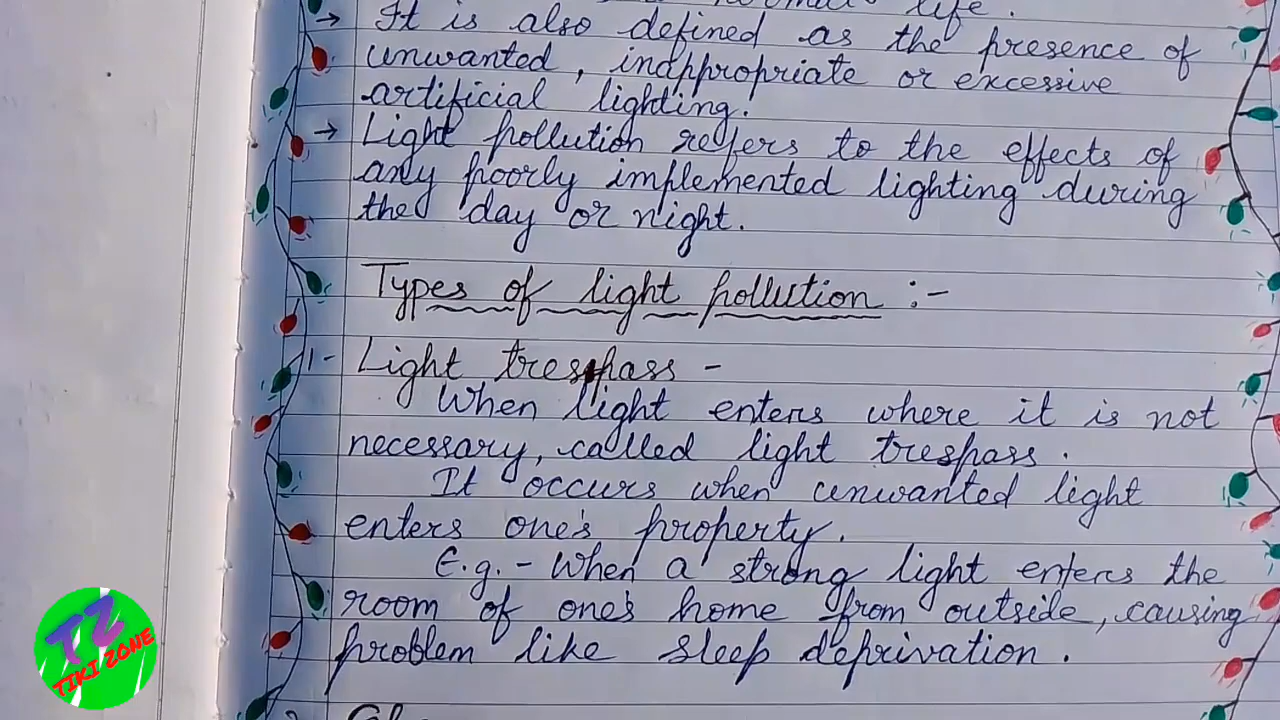 life.
→ It is also defined as the presence of
unwanted, inappropriate or excessive
artificial lighting.
→ Light pollution refers to the effects of
any poorly implemented lighting during
the day or night.
Types of light pollution :-
1- Light trespass -
When light enters where it is not
necessary, called light trespass.
It occurs when unwanted light
enters one's property.
E.g. - When a strong light enters the
room of one's home from outside, causing
problem like sleep deprivation.
TZ
TIKI ZONE